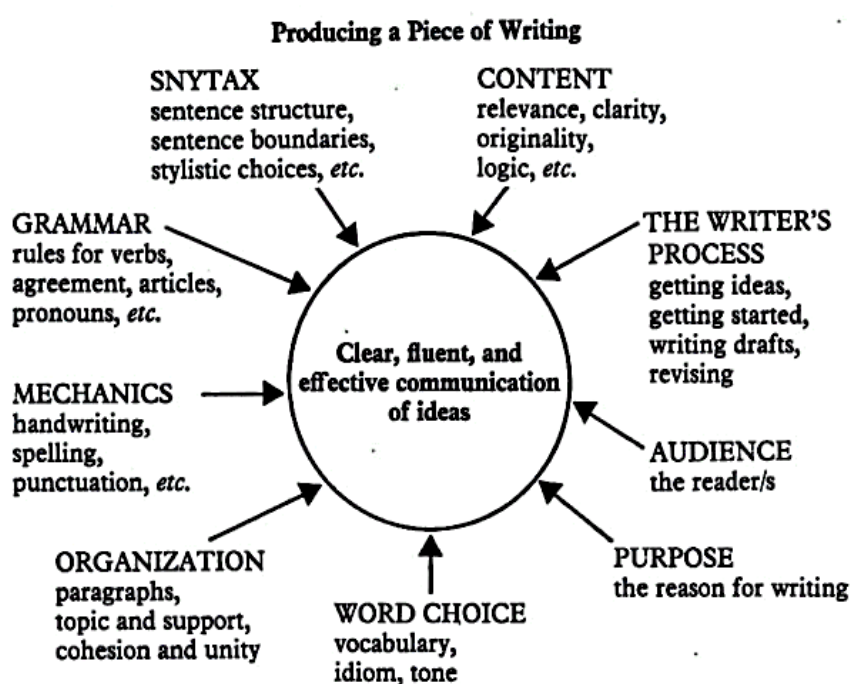 Producing a Piece of Writing
SNYTAX
sentence structure,
sentence boundaries,
stylistic choices, etc.
CONTENT
relevance, clarity,
originality,
logic, etc.
GRAMMAR
rules for verbs,
agreement, articles,
pronouns, etc.
THE WRITER'S
PROCESS
getting ideas,
getting started,
writing drafts,
revising
Clear, fluent, and
effective communication
of ideas
MECHANICS
handwriting,
spelling,
punctuation, etc.
AUDIENCE
the reader/s
ORGANIZATION
paragraphs,
topic and support,
cohesion and unity
WORD CHOICE
vocabulary,
idiom, tone
PURPOSE
the reason for writing